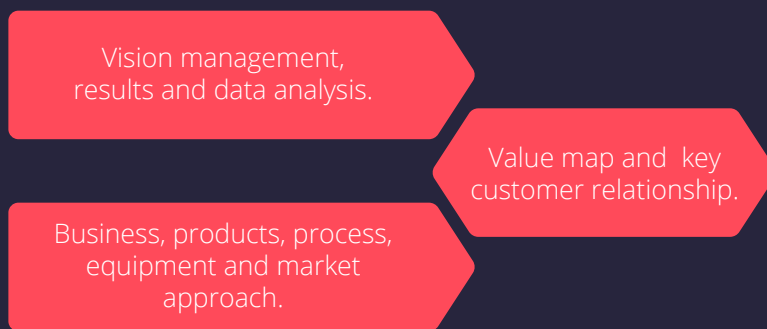 Vision management,
results and data analysis.
Value map and  key
customer relationship.
Business, products, process,
equipment and market
approach.